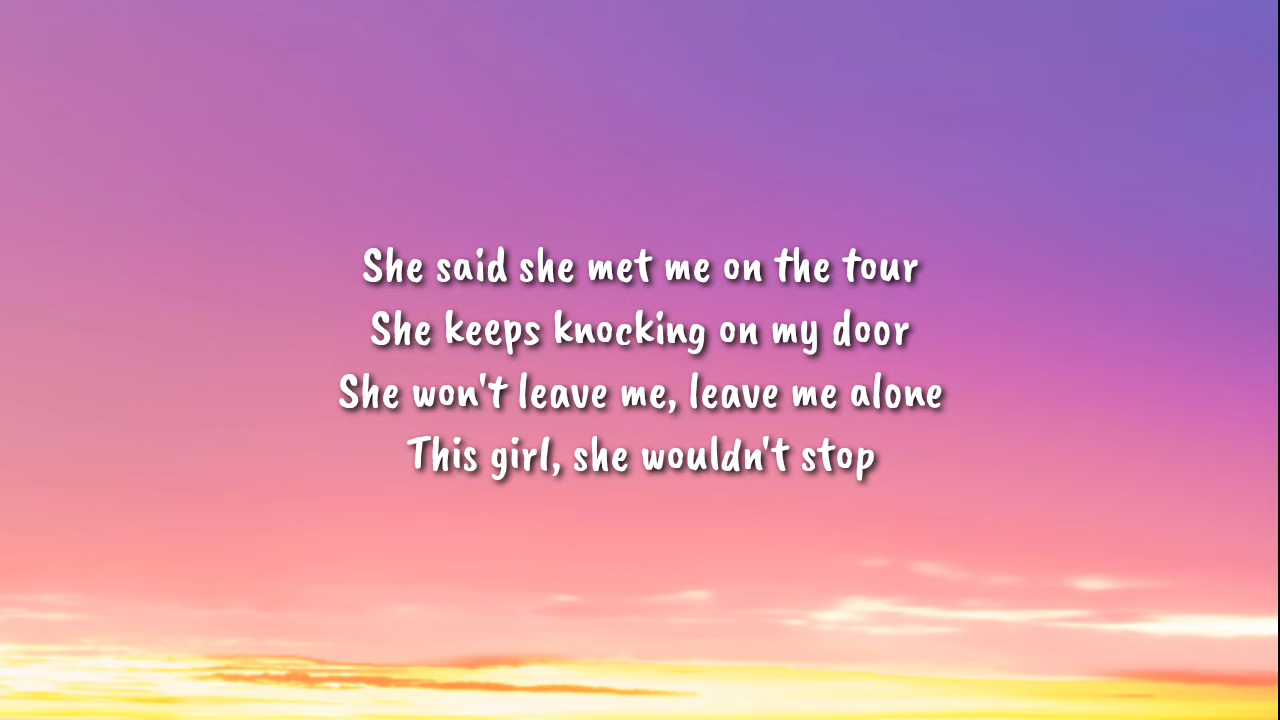 She said she met me on the tour
She keeps knocking on my door
She won't leave me, leave me alone
This girl, she wouldn't stop